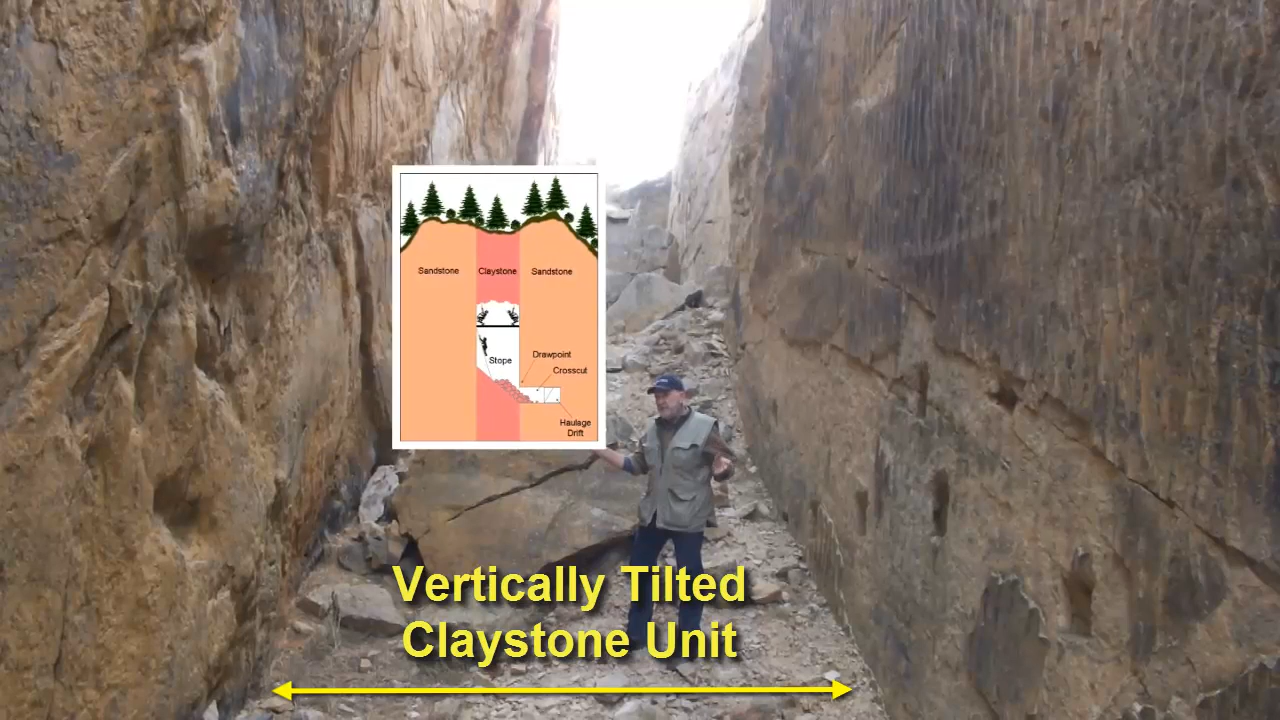 Sandstone Claystone Sandstone
Stope
Drawpoint
Crosscut
Haulage
Drift
Vertically Tilted
Claystone Unit